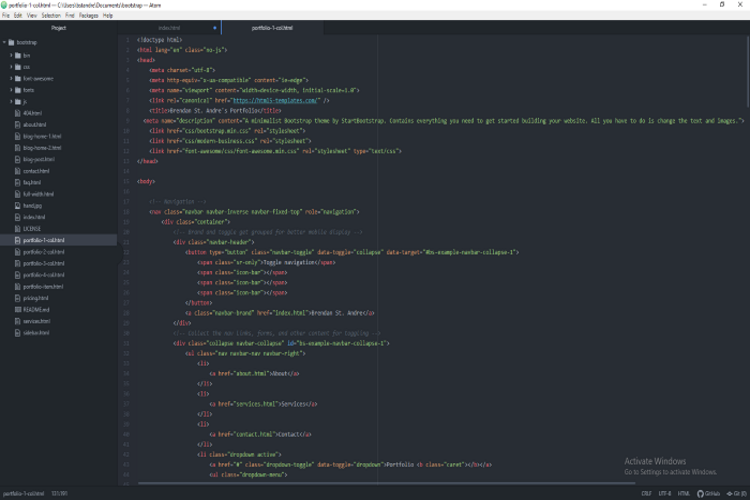 portfolio-1-col.html — C:\Users\bstandre\Documents\bootstrap — Atom
File Edit View Selection Find Packages Help
Project
index.html
portfolio-1-col.html
bootstrap
css
font-awesome
fonts
js
404.html
about.html
blog-home-1.html
blog-home-2.html
blog-post.html
contact.html
faq.html
full-width.html
index.html
LICENSE
portfolio-1-col.html
portfolio-2-col.html
portfolio-3-col.html
portfolio-4-col.html
portfolio-item.html
pricing.html
README.md
services.html
sidebar.html
<!doctype html>
<html lang="en" class="no-js">
<head>
<meta charset="utf-8">
<meta http-equiv="x-ua-compatible" content="ie=edge">
<meta name="viewport" content="width=device-width, initial-scale=1.0">
<link rel="canonical" href="https://html5-templates.com/" />
<title>Brendan St. Andre's Portfolio</title>
<meta name="description" content="A minimalist Bootstrap theme by StartBootstrap. Contains everything you need to get started building your website. All you have to do is change the text and images.">
<link href="css/bootstrap.min.css" rel="stylesheet">
<link href="css/modern-business.css" rel="stylesheet">
<link href="font-awesome/css/font-awesome.min.css" rel="stylesheet" type="text/css">
</head>
<body>
<!-- Navigation -->
<nav class="navbar navbar-inverse navbar-fixed-top" role="navigation">
<div class="container">
<!-- Brand and toggle get grouped for better mobile display -->
<div class="navbar-header">
<button type="button" class="navbar-toggle" data-toggle="collapse" data-target="#bs-example-navbar-collapse-1">
<span class="sr-only">Toggle navigation</span>
<span class="icon-bar"></span>
<span class="icon-bar"></span>
<span class="icon-bar"></span>
</button>
<a class="navbar-brand" href="index.html">Brendan St. Andre</a>
</div>
<!-- Collect the nav links, forms, and other content for toggling -->
<div class="collapse navbar-collapse" id="bs-example-navbar-collapse-1">
<ul class="nav navbar-nav navbar-right">
<li>
<a href="about.html">About</a>
</li>
<li>
<a href="services.html">Services</a>
</li>
<li>
<a href="contact.html">Contact</a>
</li>
<li class="dropdown active">
<a href="#" class="dropdown-toggle" data-toggle="dropdown">Portfolio <b class="caret"></b></a>
<ul class="dropdown-menu">
Activate Windows
Go to Settings to activate Windows.
portfolio-1-col.html
CRLF UTF-8 HTML GitHub Git (0)